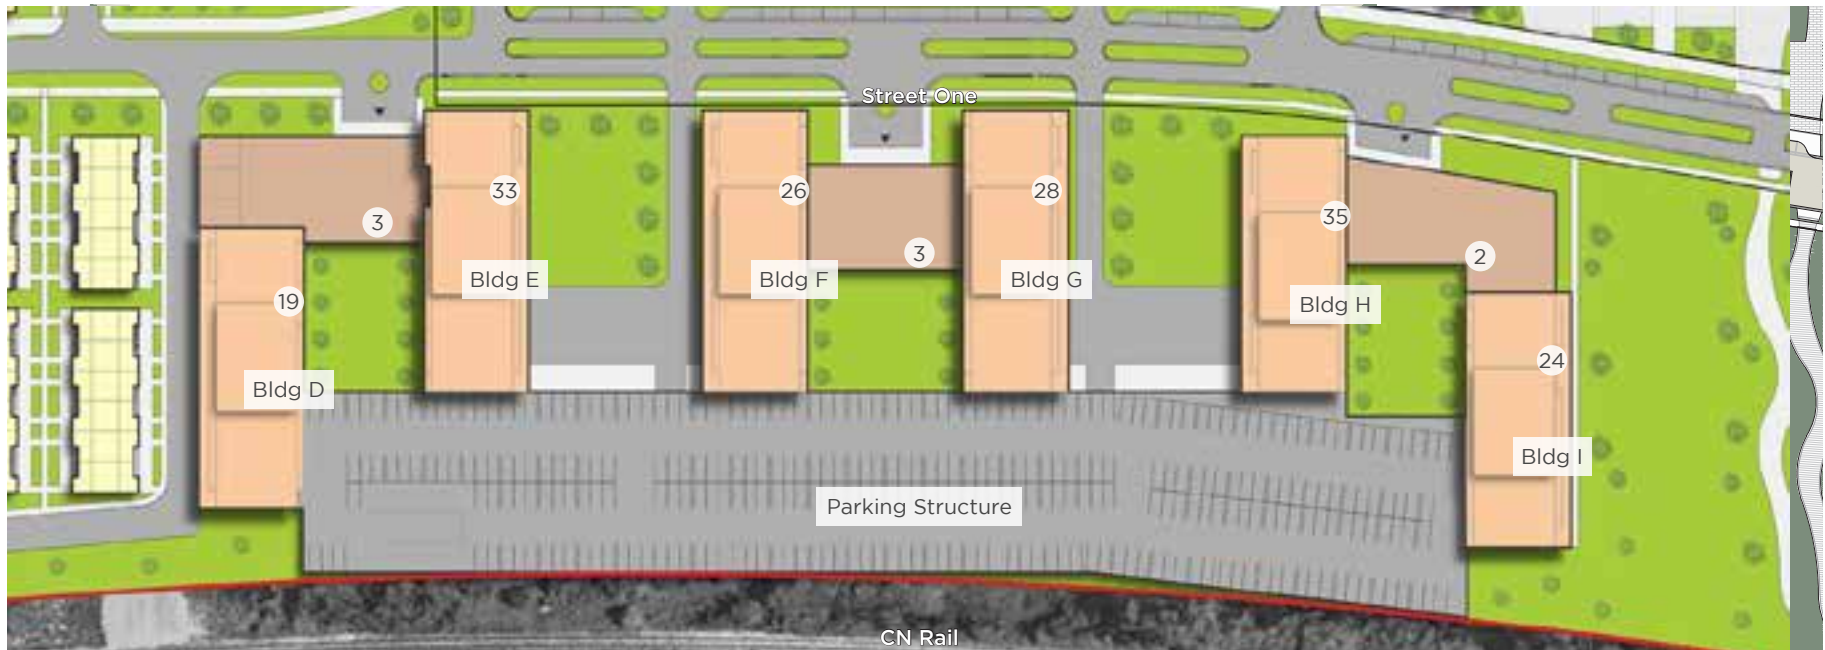 Street One
33
26
28
35
3
3
2
Bldg E
Bldg F
Bldg G
19
Bldg H
24
Bldg D
Bldg I
Parking Structure
CN Rail